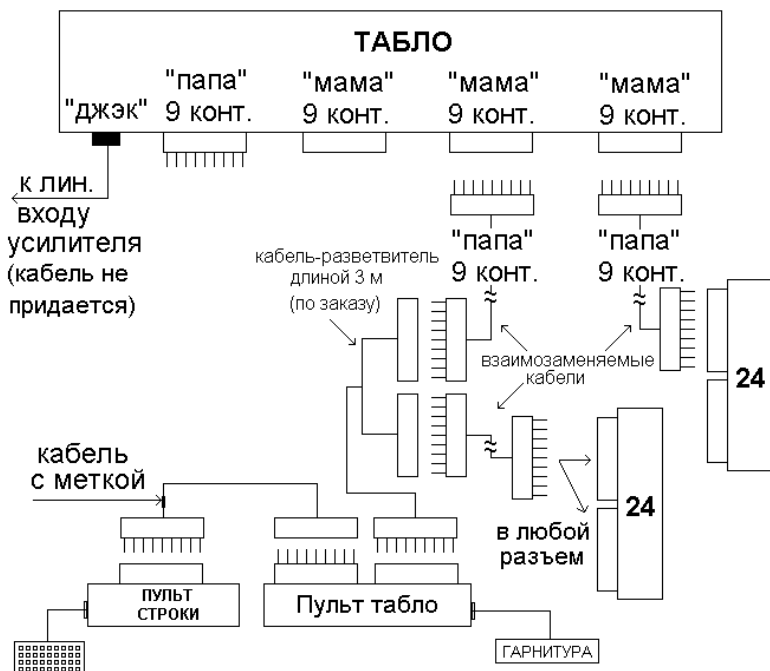 ТАБЛО
"джэк"
"папа"
9 конт.
"мама"
9 конт.
"мама"
9 конт.
"мама"
9 конт.
к лин.
входу
усилителя
(кабель не
придается)
"папа"
9 конт.
"папа"
9 конт.
кабель-разветвитель
длиной 3 м
(по заказу)
взаимозаменяемые
кабели
24
24
в любой
разъем
кабель
с меткой
ПУЛЬТ
СТРОКИ
Пульт табло
ГАРНИТУРА